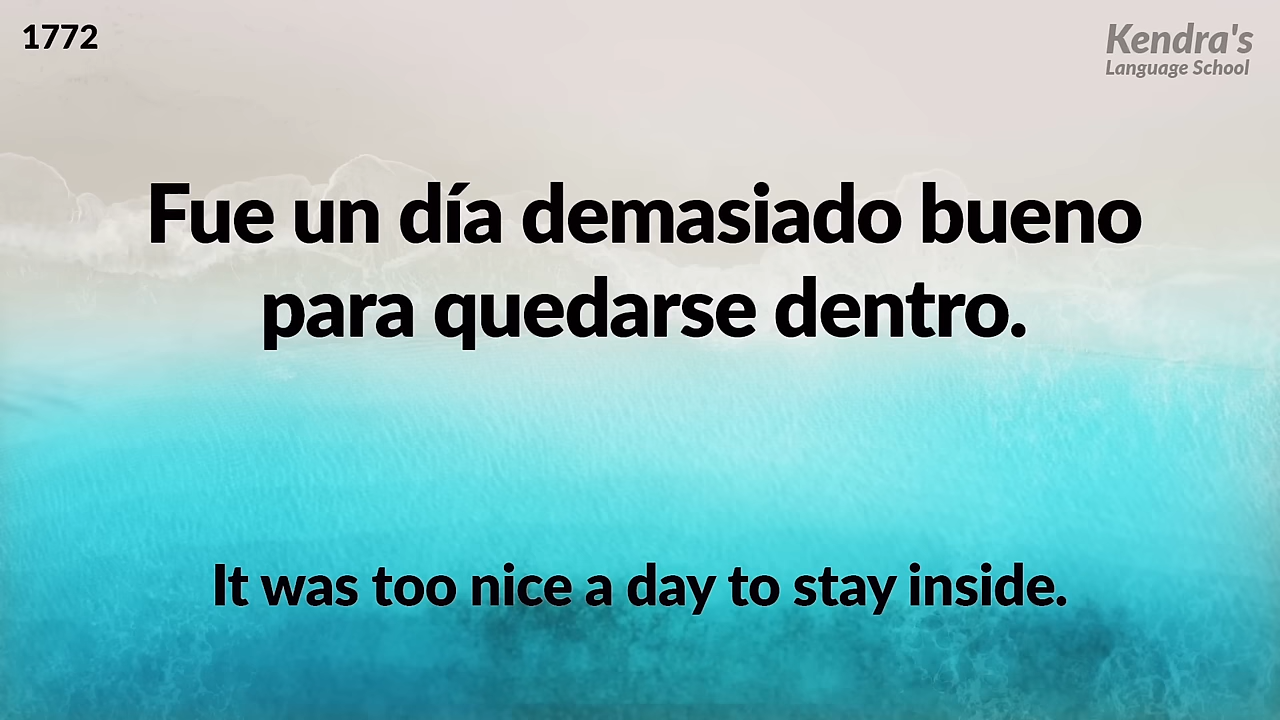 1772
Kendra's
Language School
Fue un día demasiado bueno
para quedarse dentro.
It was too nice a day to stay inside.